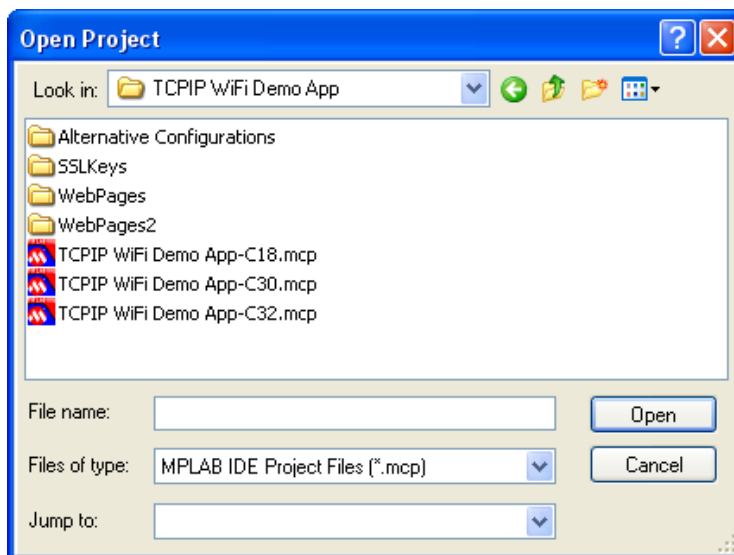 Open Project
Look in: TCPIP WiFi Demo App
Alternative Configurations
SSLKeys
WebPages
WebPages2
TCPIP WiFi Demo App-C18.mcp
TCPIP WiFi Demo App-C30.mcp
TCPIP WiFi Demo App-C32.mcp
File name:
Open
Files of type: MPLAB IDE Project Files (*.mcp)
Cancel
Jump to: